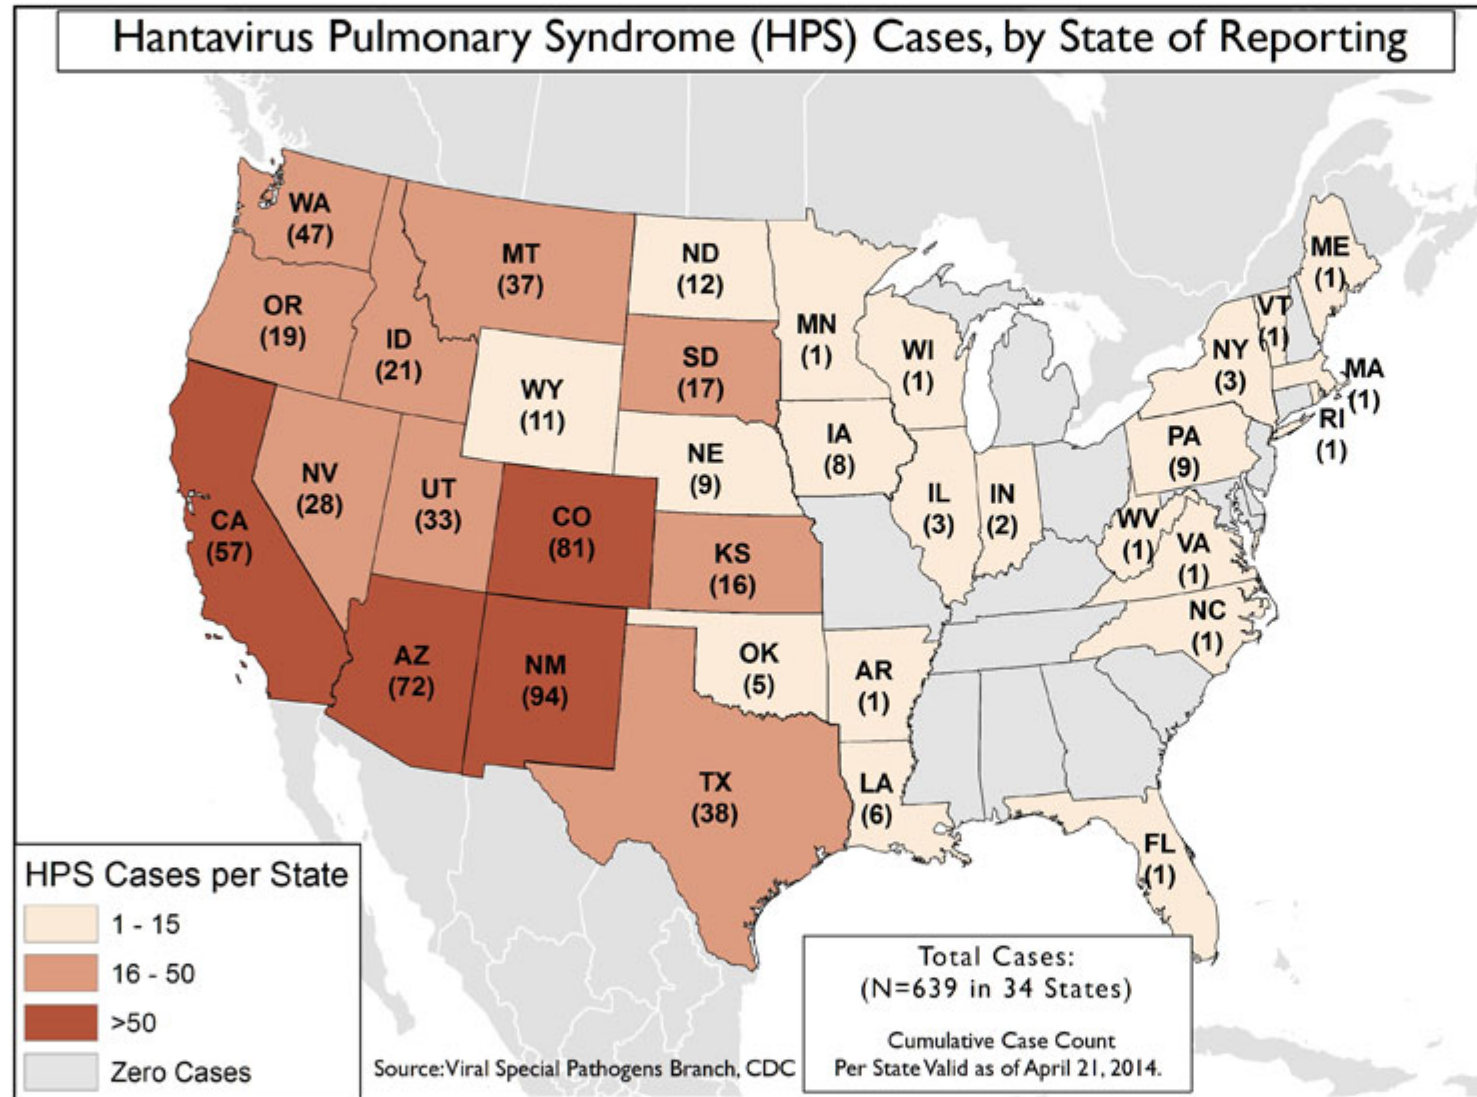 Hantavirus Pulmonary Syndrome (HPS) Cases, by State of Reporting
WA
(47)
MT
(37)
ND
(12)
ME
(1)
OR
(19)
ID
(21)
SD
(17)
MN
(1)
WI
(1)
VT
(1)
NY
(3)
MA
(1)
RI
(1)
WY
(11)
IA
(8)
PA
(9)
NE
(9)
NV
(28)
UT
(33)
CO
(81)
IL
(3)
IN
(2)
CA
(57)
KS
(16)
WV
(1)
VA
(1)
NC
(1)
AZ
(72)
NM
(94)
OK
(5)
AR
(1)
TX
(38)
LA
(6)
FL
(1)
HPS Cases per State
1 - 15
16 - 50
>50
Zero Cases
Source:Viral Special Pathogens Branch, CDC
Total Cases:
(N=639 in 34 States)
Cumulative Case Count
Per State Valid as of April 21, 2014.